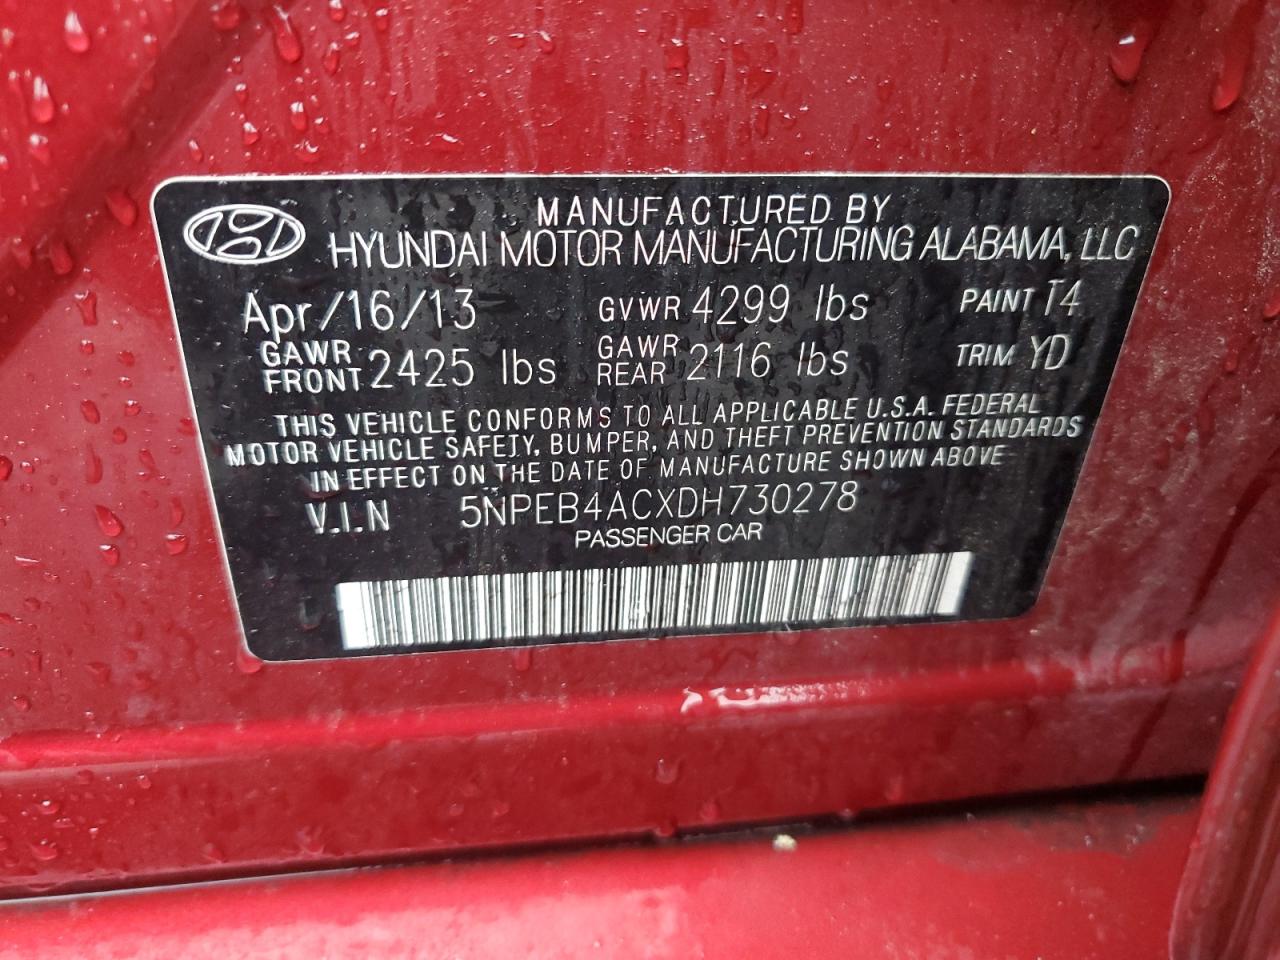 MANUFACTURED BY
HYUNDAI MOTOR MANUFACTURING ALABAMA, LLC
Apr/16/13 GVWR 4299 lbs PAINT T4
GAWR FRONT 2425 lbs GAWR REAR 2116 lbs TRIM YD
THIS VEHICLE CONFORMS TO ALL APPLICABLE U.S.A. FEDERAL
MOTOR VEHICLE SAFETY, BUMPER, AND THEFT PREVENTION STANDARDS
IN EFFECT ON THE DATE OF MANUFACTURE SHOWN ABOVE
V.I.N 5NPEB4ACXDH730278
PASSENGER CAR